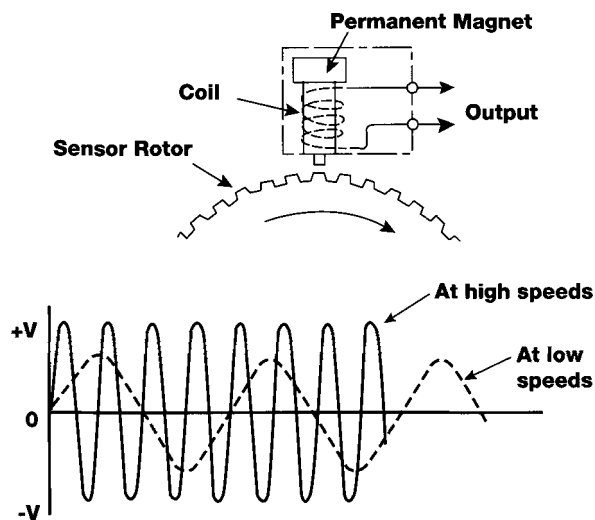 Permanent Magnet
Coil
Output
Sensor Rotor
At high speeds
+V
At low
speeds
0
-V